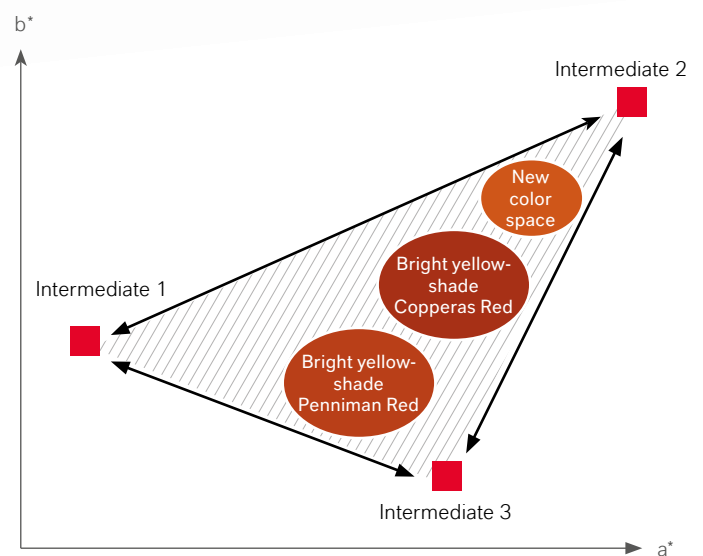 b*
Intermediate 2
New
color
space
Bright yellow-
shade
Copperas Red
Intermediate 1
Bright yellow-
shade
Penniman Red
Intermediate 3
a*